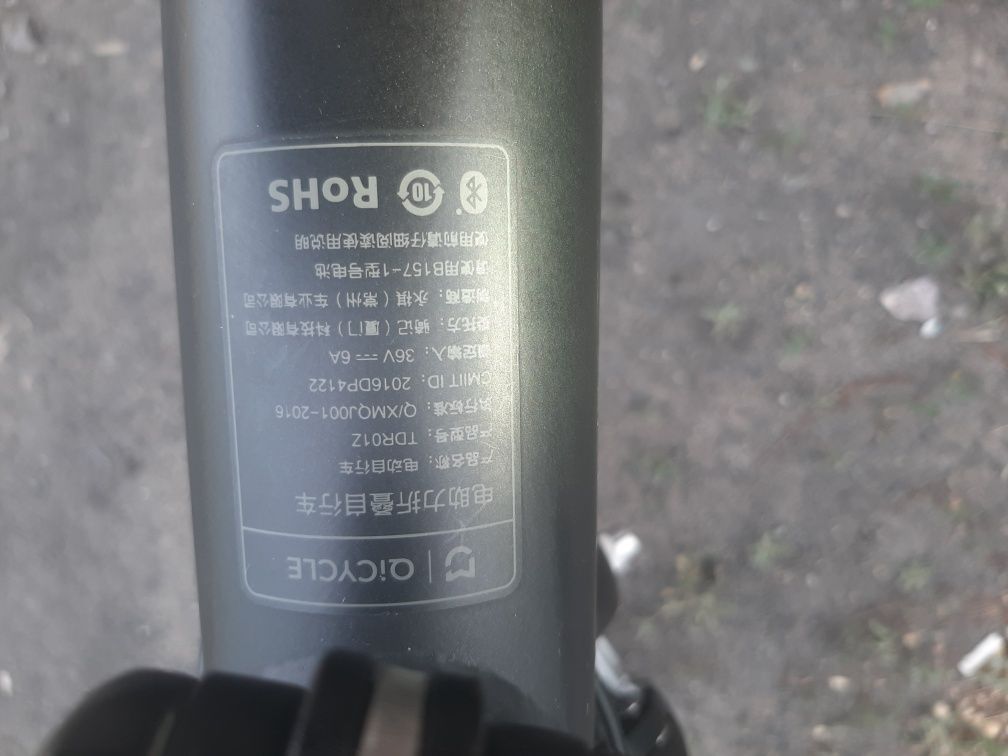 QiCYCLE
电助力折叠自行车
产品名称：电动自行车
产品型号：TDR01Z
执行标准：Q/XMQJ001-2016
CMIIT ID：2016DP4122
额定输入：36V ⎓ 6A
委托方：骑记（厦门）科技有限公司
制造商：永祺（常州）车业有限公司
请使用B157-1型号电池
使用前请仔细阅读使用说明
10 RoHS